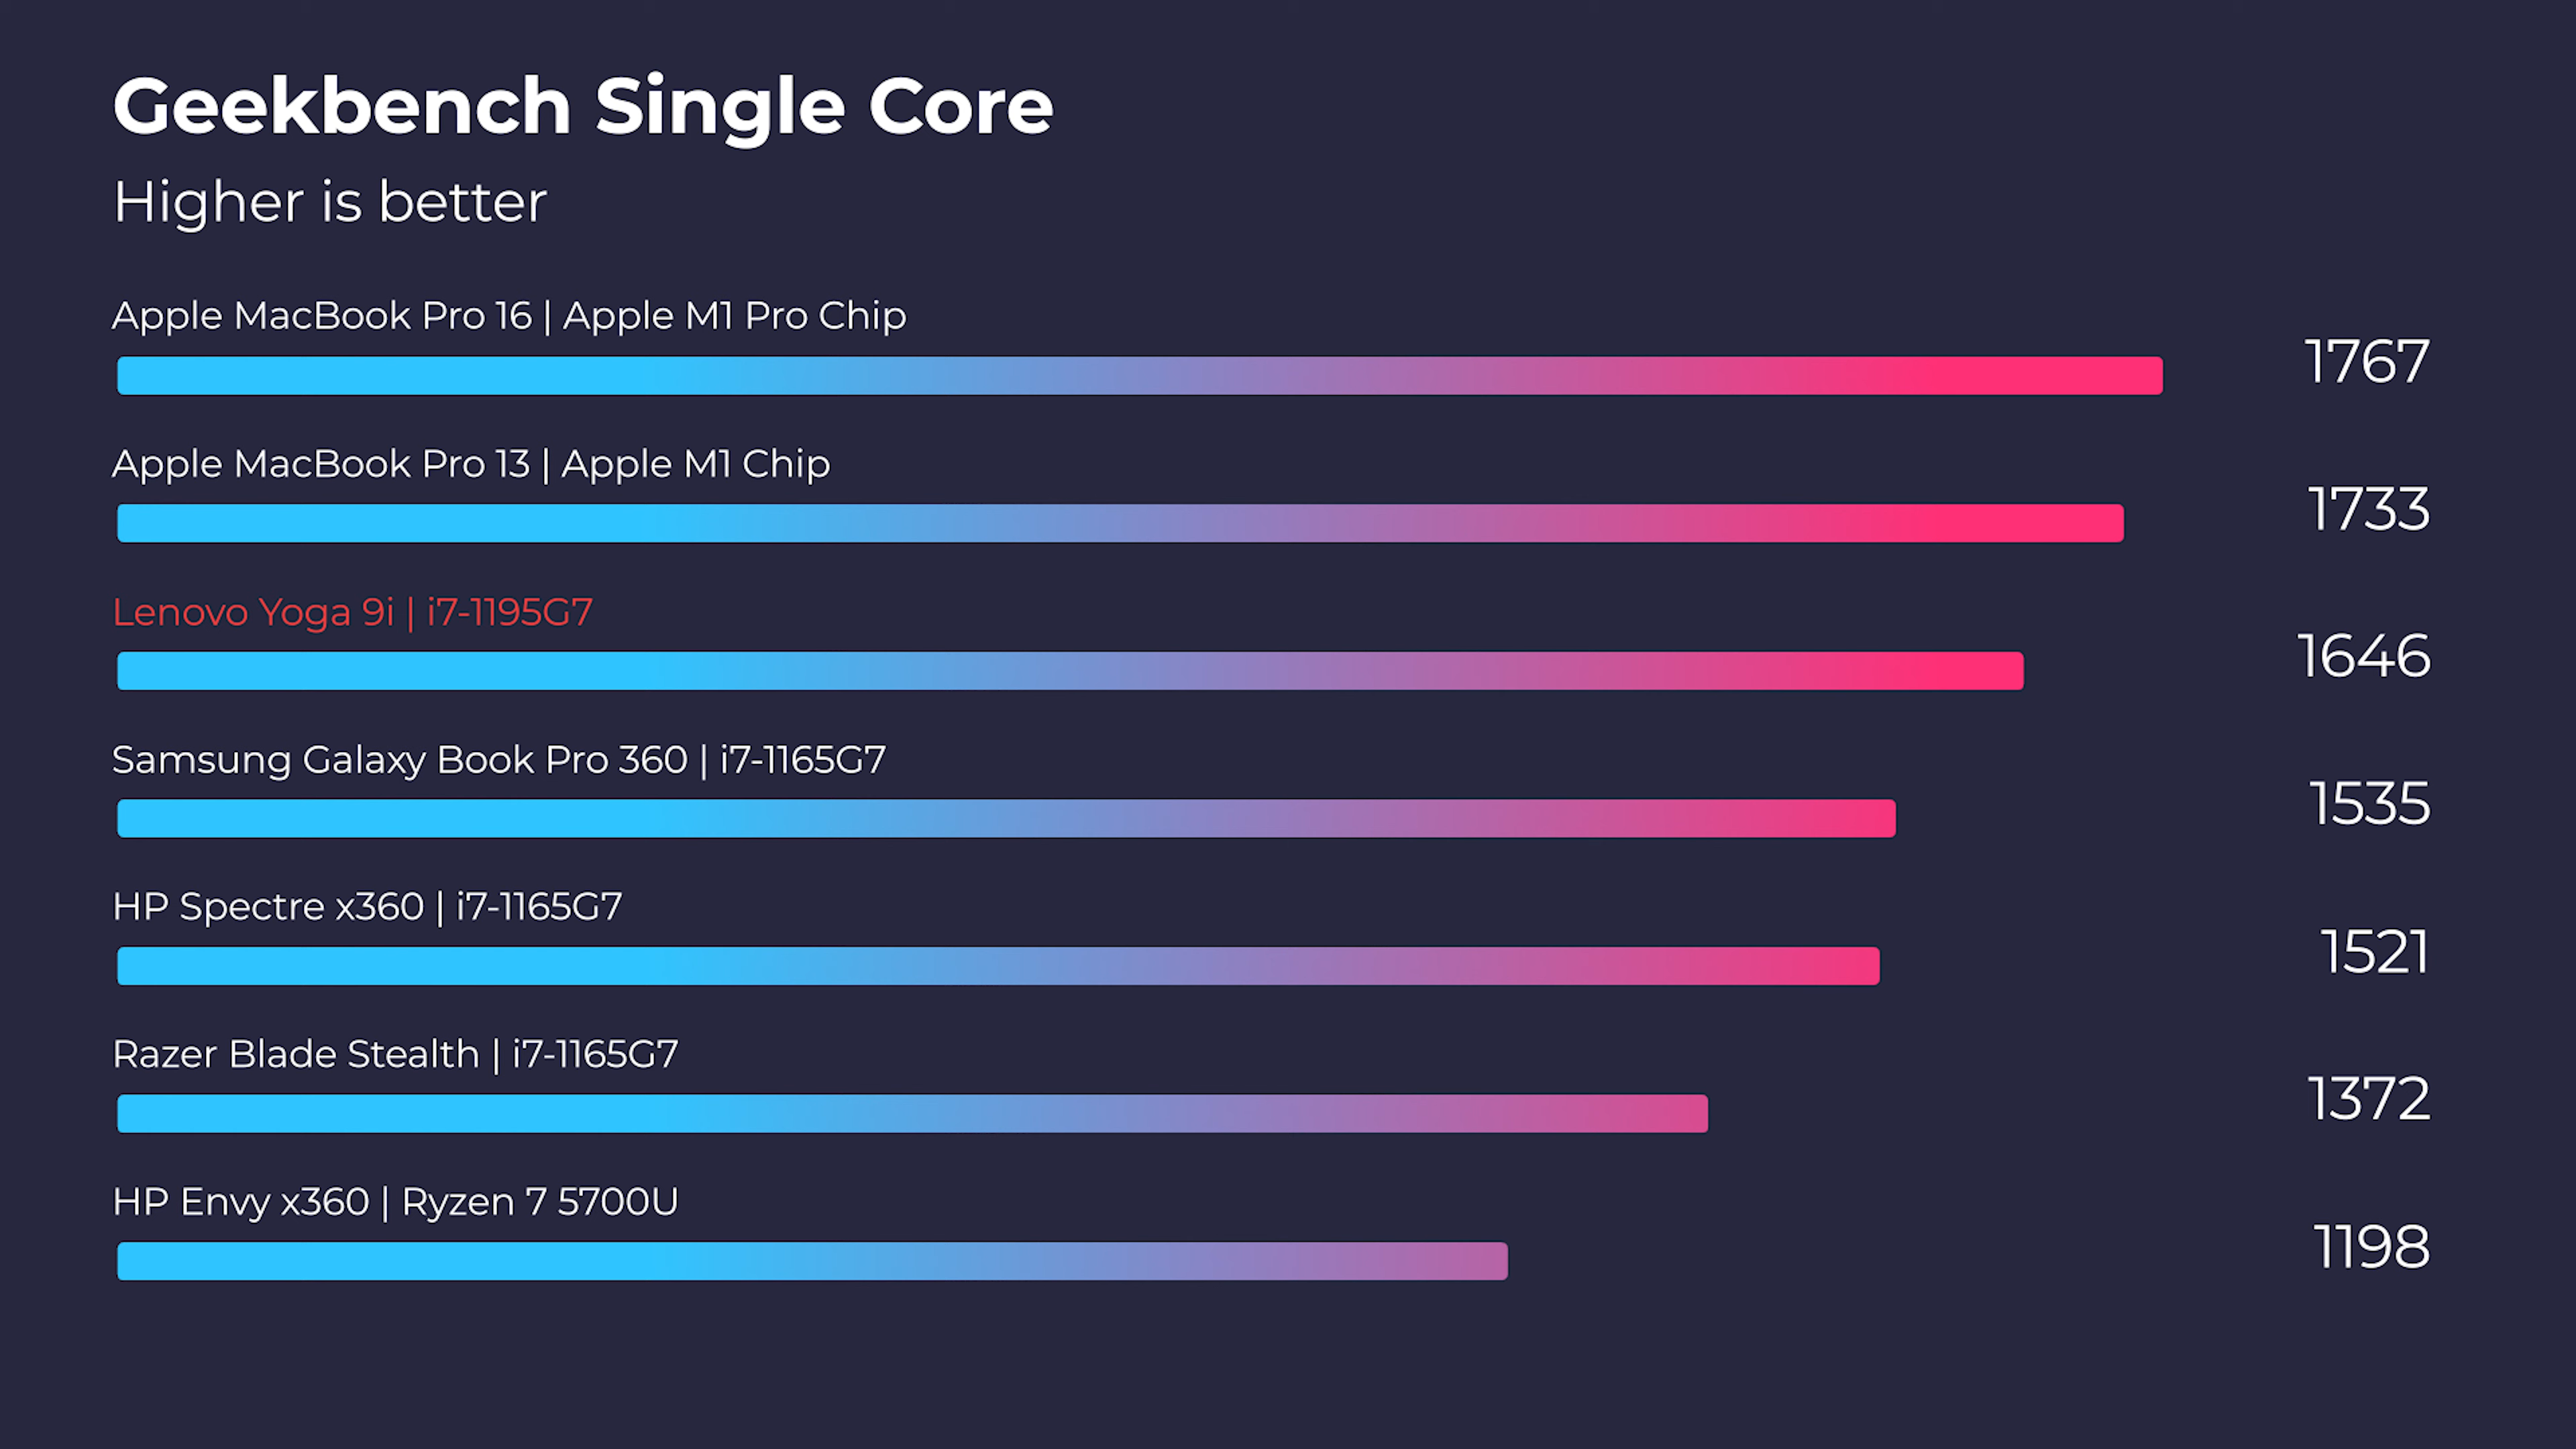 Geekbench Single Core
Higher is better
Apple MacBook Pro 16 | Apple M1 Pro Chip
1767
Apple MacBook Pro 13 | Apple M1 Chip
1733
Lenovo Yoga 9i | i7-1195G7
1646
Samsung Galaxy Book Pro 360 | i7-1165G7
1535
HP Spectre x360 | i7-1165G7
1521
Razer Blade Stealth | i7-1165G7
1372
HP Envy x360 | Ryzen 7 5700U
1198